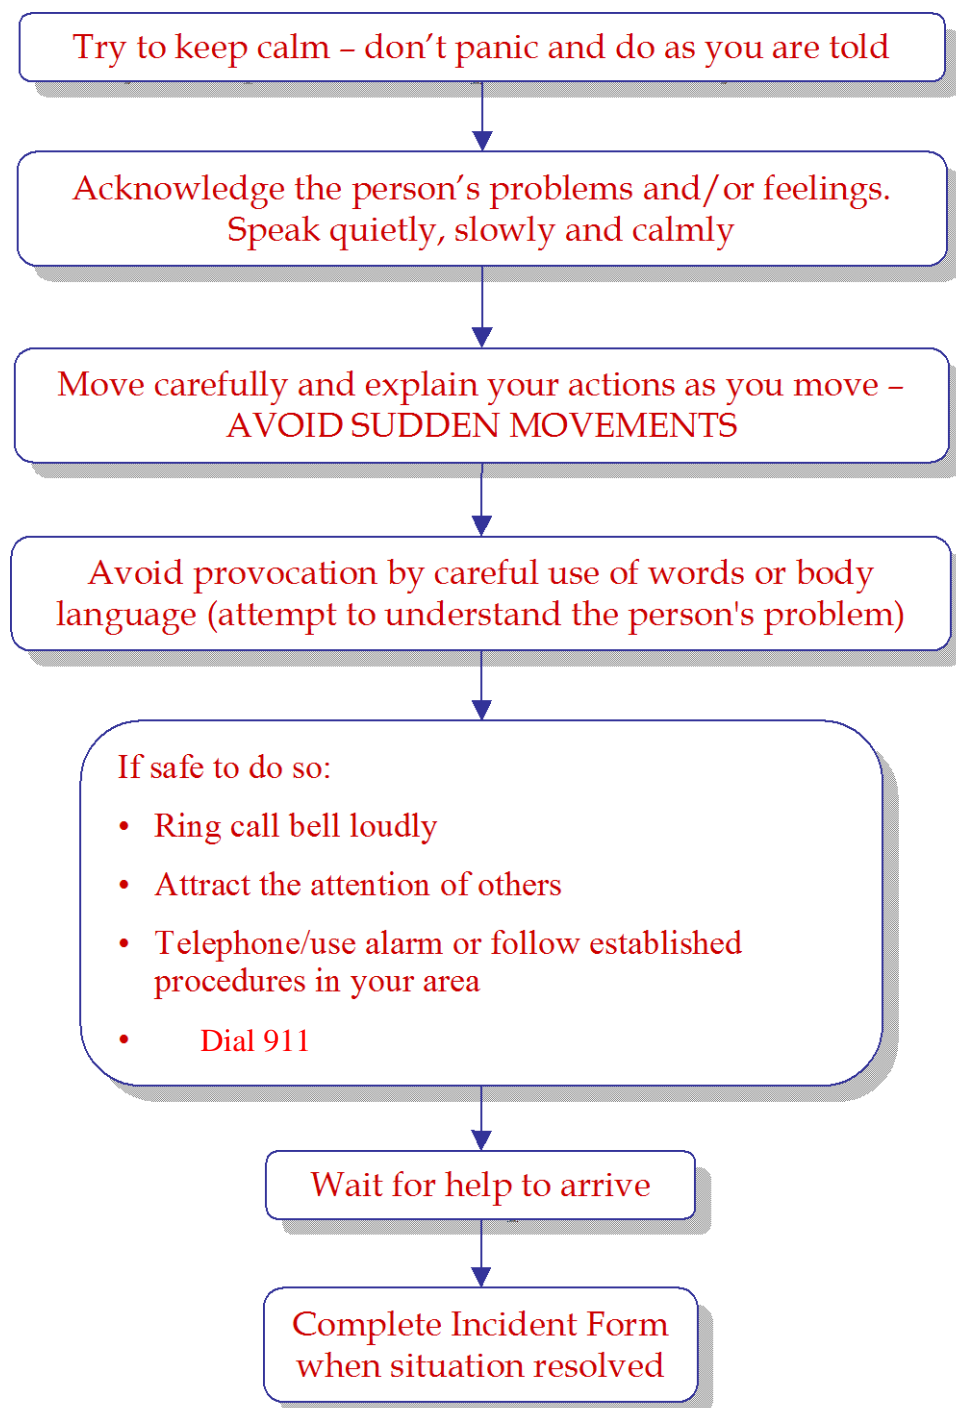 Try to keep calm – don’t panic and do as you are told
Acknowledge the person’s problems and/or feelings.
Speak quietly, slowly and calmly
Move carefully and explain your actions as you move –
AVOID SUDDEN MOVEMENTS
Avoid provocation by careful use of words or body
language (attempt to understand the person's problem)
If safe to do so:
• Ring call bell loudly
• Attract the attention of others
• Telephone/use alarm or follow established
procedures in your area
• Dial 911
Wait for help to arrive
Complete Incident Form
when situation resolved